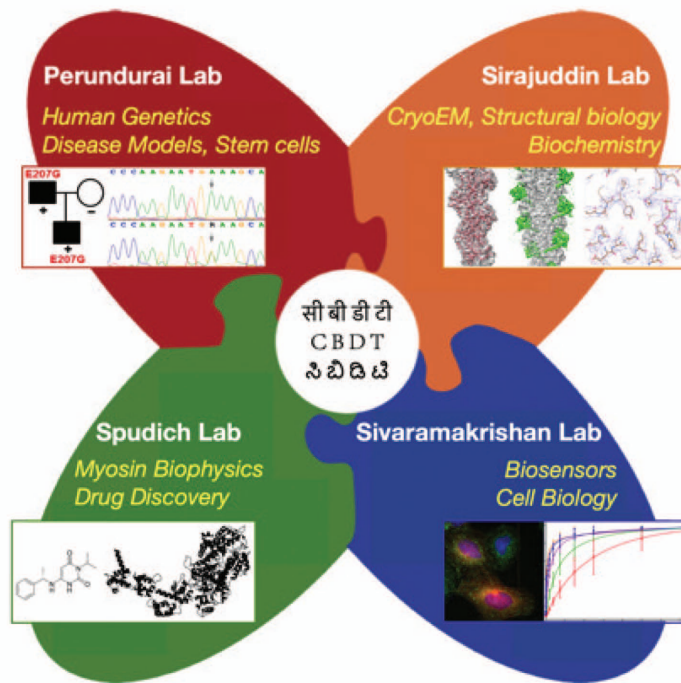 Perundurai Lab
Human Genetics
Disease Models, Stem cells
E207G
+
−
+
E207G
C C C A A G A A T G A A A G C A
C C C A A G A A T G N A A G C A
Sirajuddin Lab
CryoEM, Structural biology
Biochemistry
सी बी डी टी
CBDT
ಸಿ ಬಿ ಡಿ ಟಿ
Spudich Lab
Myosin Biophysics
Drug Discovery
Sivaramakrishan Lab
Biosensors
Cell Biology